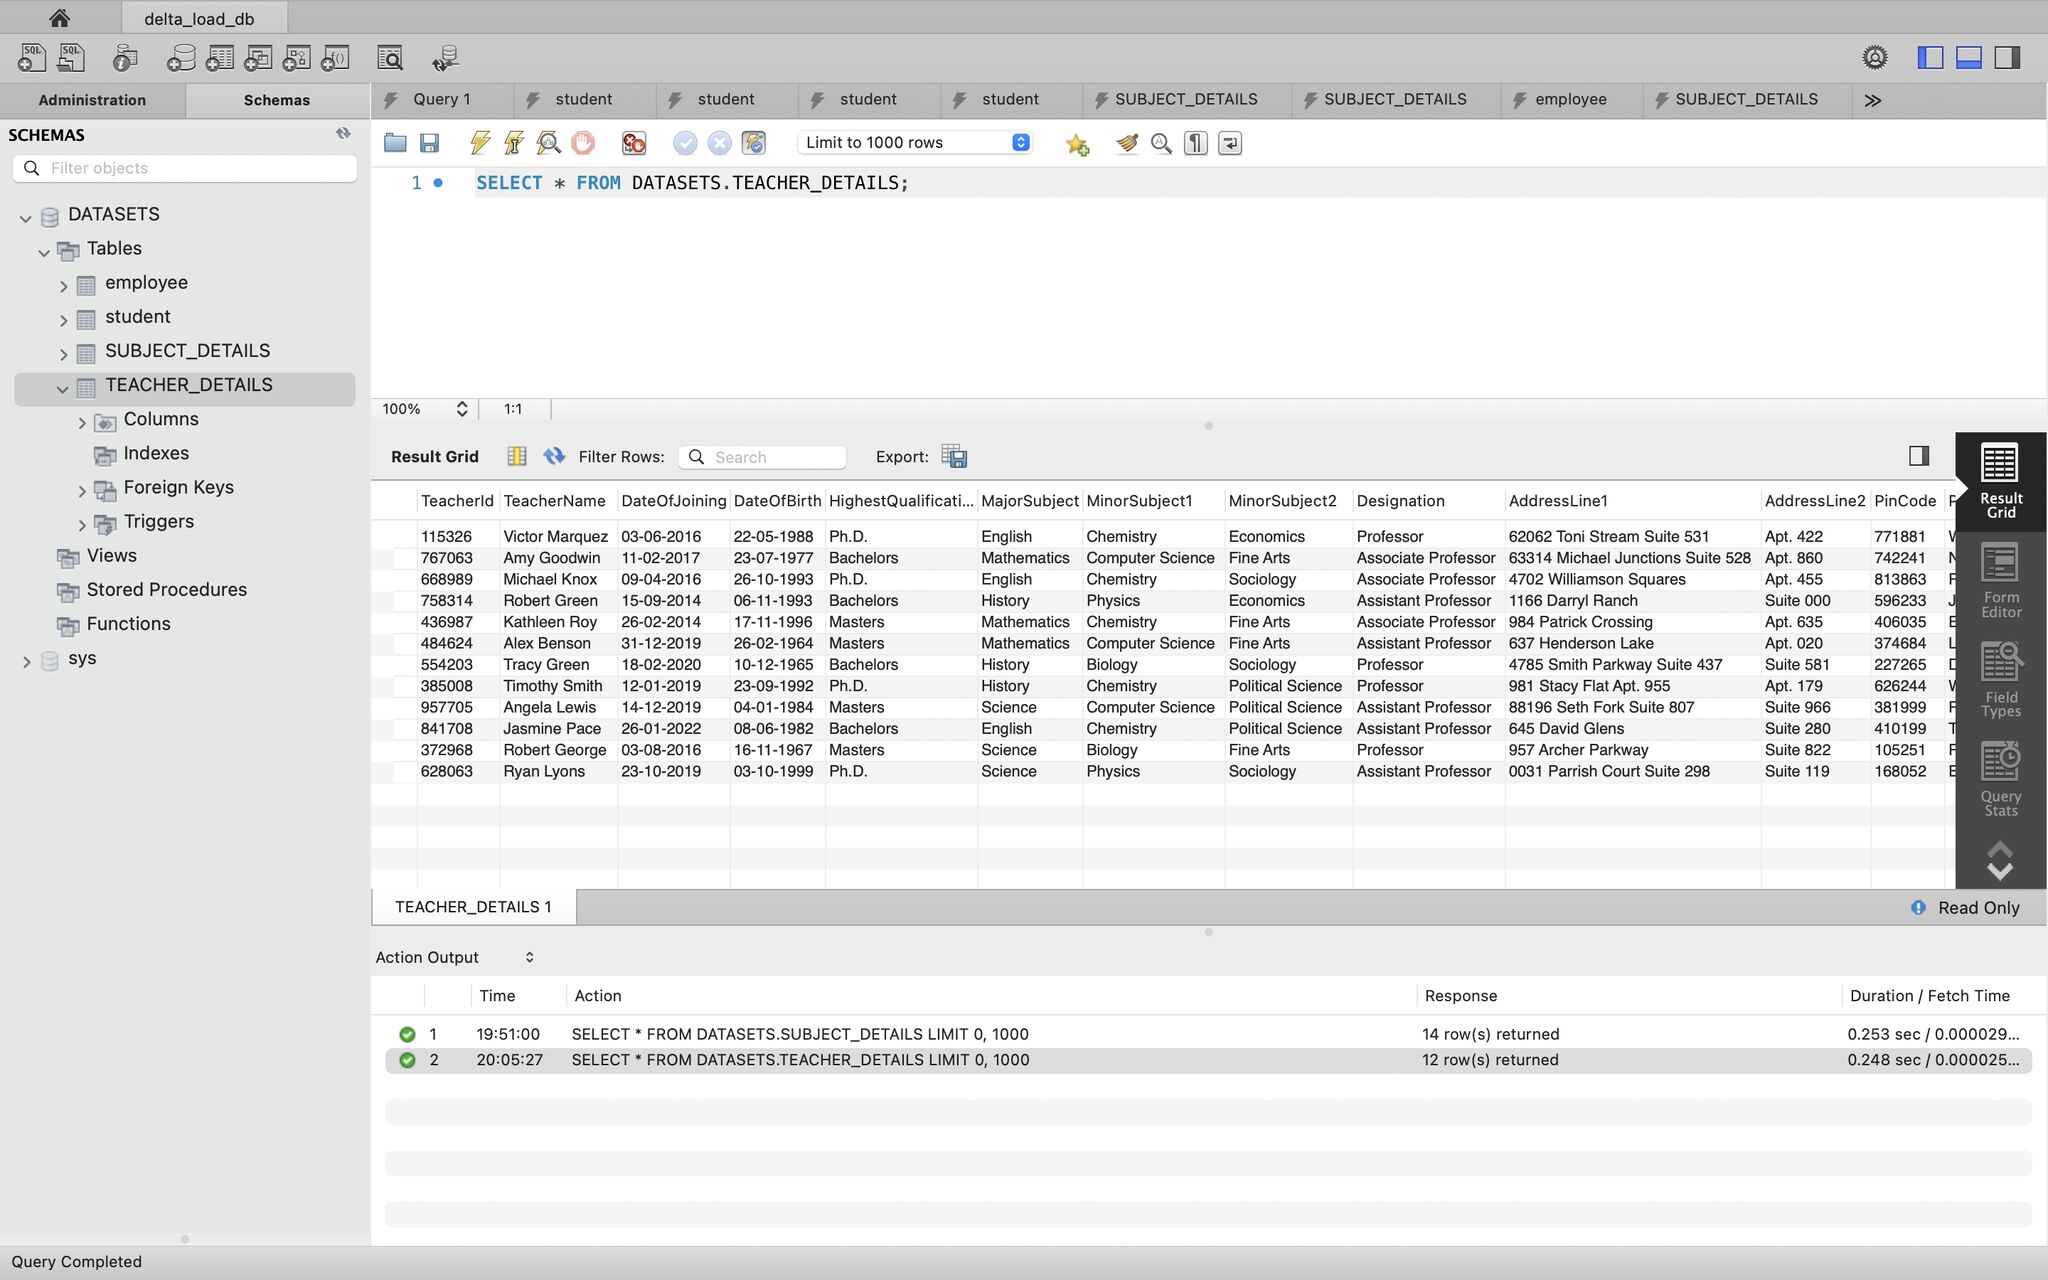 delta_load_db
SQL SQL
Administration Schemas Query 1 student student student student SUBJECT_DETAILS SUBJECT_DETAILS employee SUBJECT_DETAILS
SCHEMAS
Filter objects
DATASETS
Tables
employee
student
SUBJECT_DETAILS
TEACHER_DETAILS
Columns
Indexes
Foreign Keys
Triggers
Views
Stored Procedures
Functions
sys
Limit to 1000 rows
1 SELECT * FROM DATASETS.TEACHER_DETAILS;
100% 1:1
Result Grid Filter Rows: Search Export:
TeacherId TeacherName DateOfJoining DateOfBirth HighestQualificati... MajorSubject MinorSubject1 MinorSubject2 Designation AddressLine1 AddressLine2 PinCode
115326 Victor Marquez 03-06-2016 22-05-1988 Ph.D. English Chemistry Economics Professor 62062 Toni Stream Suite 531 Apt. 422 771881
767063 Amy Goodwin 11-02-2017 23-07-1977 Bachelors Mathematics Computer Science Fine Arts Associate Professor 63314 Michael Junctions Suite 528 Apt. 860 742241
668989 Michael Knox 09-04-2016 26-10-1993 Ph.D. English Chemistry Sociology Associate Professor 4702 Williamson Squares Apt. 455 813863
758314 Robert Green 15-09-2014 06-11-1993 Bachelors History Physics Economics Assistant Professor 1166 Darryl Ranch Suite 000 596233
436987 Kathleen Roy 26-02-2014 17-11-1996 Masters Mathematics Chemistry Fine Arts Associate Professor 984 Patrick Crossing Apt. 635 406035
484624 Alex Benson 31-12-2019 26-02-1964 Masters Mathematics Computer Science Fine Arts Assistant Professor 637 Henderson Lake Apt. 020 374684
554203 Tracy Green 18-02-2020 10-12-1965 Bachelors History Biology Sociology Professor 4785 Smith Parkway Suite 437 Suite 581 227265
385008 Timothy Smith 12-01-2019 23-09-1992 Ph.D. History Chemistry Political Science Professor 981 Stacy Flat Apt. 955 Apt. 179 626244
957705 Angela Lewis 14-12-2019 04-01-1984 Masters Science Computer Science Political Science Assistant Professor 88196 Seth Fork Suite 807 Suite 966 381999
841708 Jasmine Pace 26-01-2022 08-06-1982 Bachelors English Chemistry Political Science Assistant Professor 645 David Glens Suite 280 410199
372968 Robert George 03-08-2016 16-11-1967 Masters Science Biology Fine Arts Professor 957 Archer Parkway Suite 822 105251
628063 Ryan Lyons 23-10-2019 03-10-1999 Ph.D. Science Physics Sociology Assistant Professor 0031 Parrish Court Suite 298 Suite 119 168052
Result
Grid
Form
Editor
Field
Types
Query
Stats
TEACHER_DETAILS 1 Read Only
Action Output
Time Action Response Duration / Fetch Time
1 19:51:00 SELECT * FROM DATASETS.SUBJECT_DETAILS LIMIT 0, 1000 14 row(s) returned 0.253 sec / 0.000029...
2 20:05:27 SELECT * FROM DATASETS.TEACHER_DETAILS LIMIT 0, 1000 12 row(s) returned 0.248 sec / 0.000025...
Query Completed